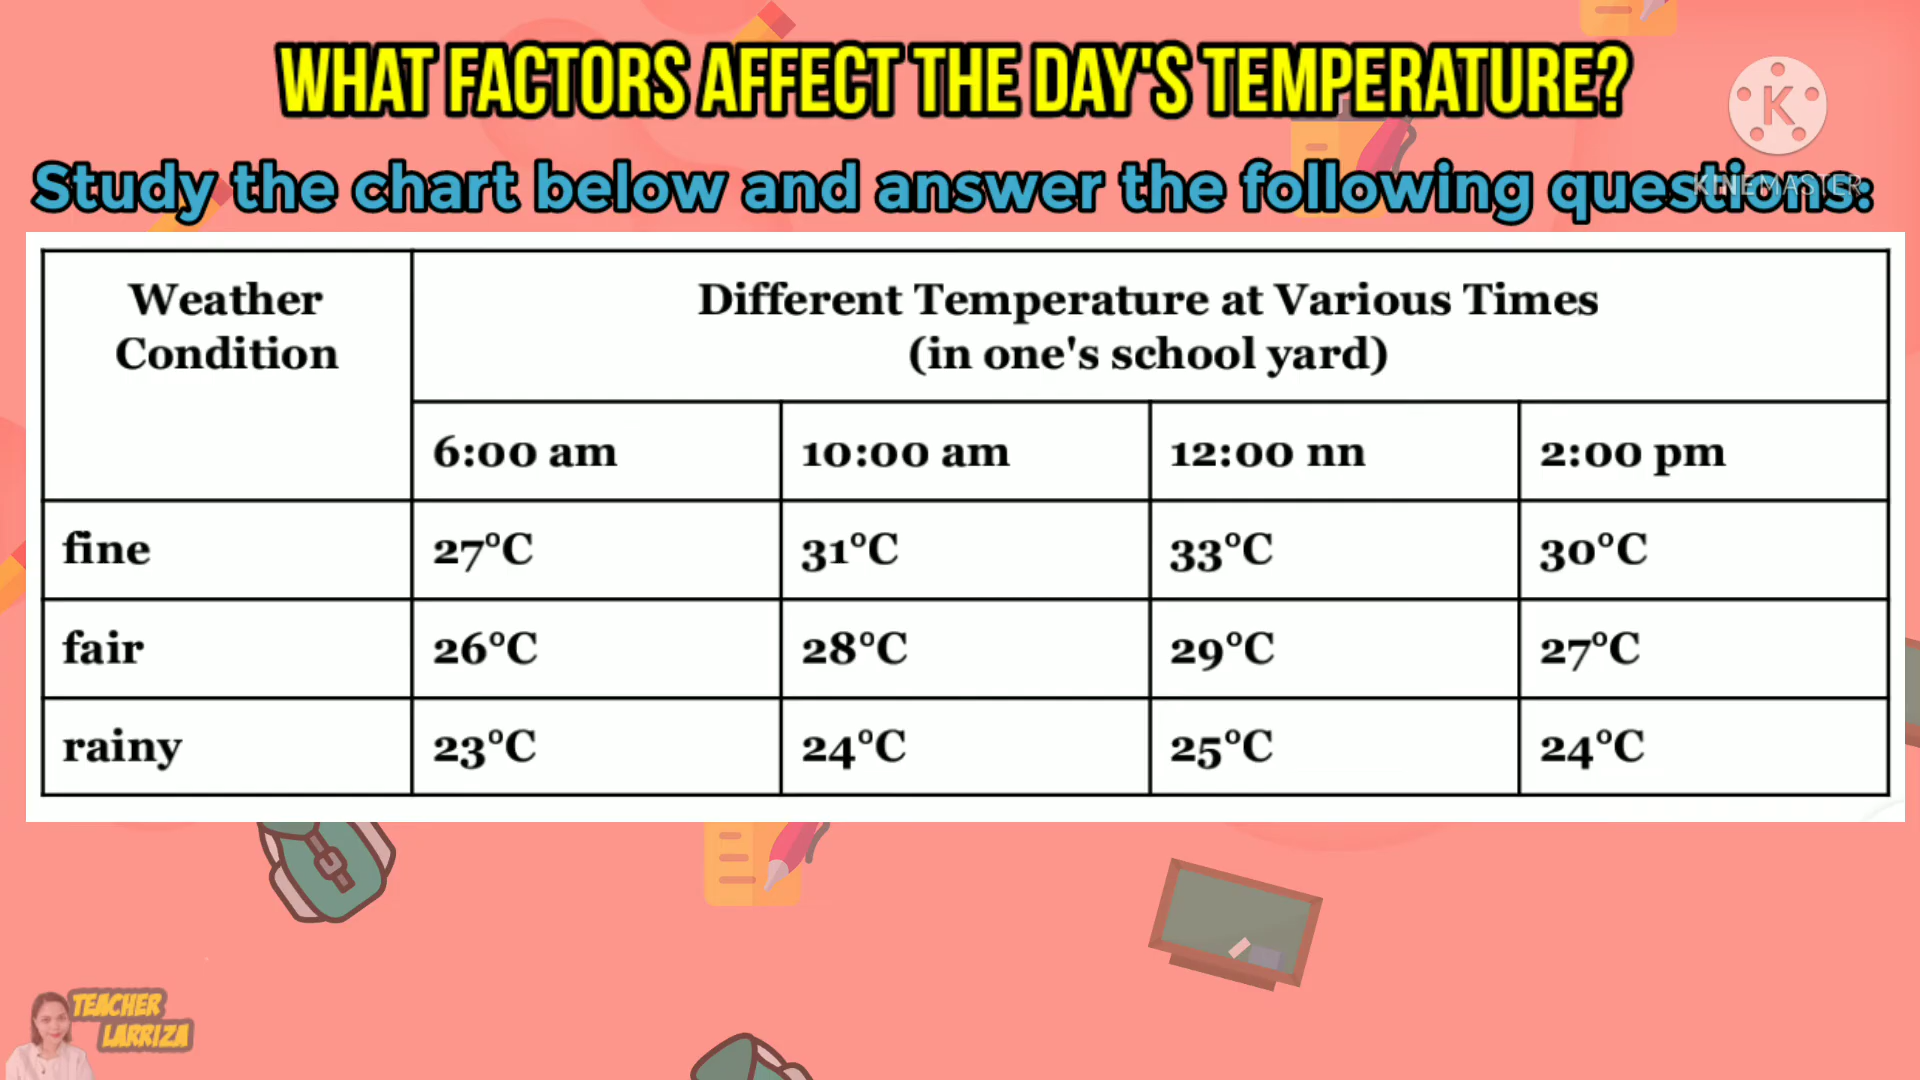 WHAT FACTORS AFFECT THE DAY'S TEMPERATURE?
K
Study the chart below and answer the following questions:
KINEMASTER
Weather
Condition
Different Temperature at Various Times
(in one's school yard)
6:00 am 10:00 am 12:00 nn 2:00 pm
fine 27°C 31°C 33°C 30°C
fair 26°C 28°C 29°C 27°C
rainy 23°C 24°C 25°C 24°C
TEACHER
LARRIZA